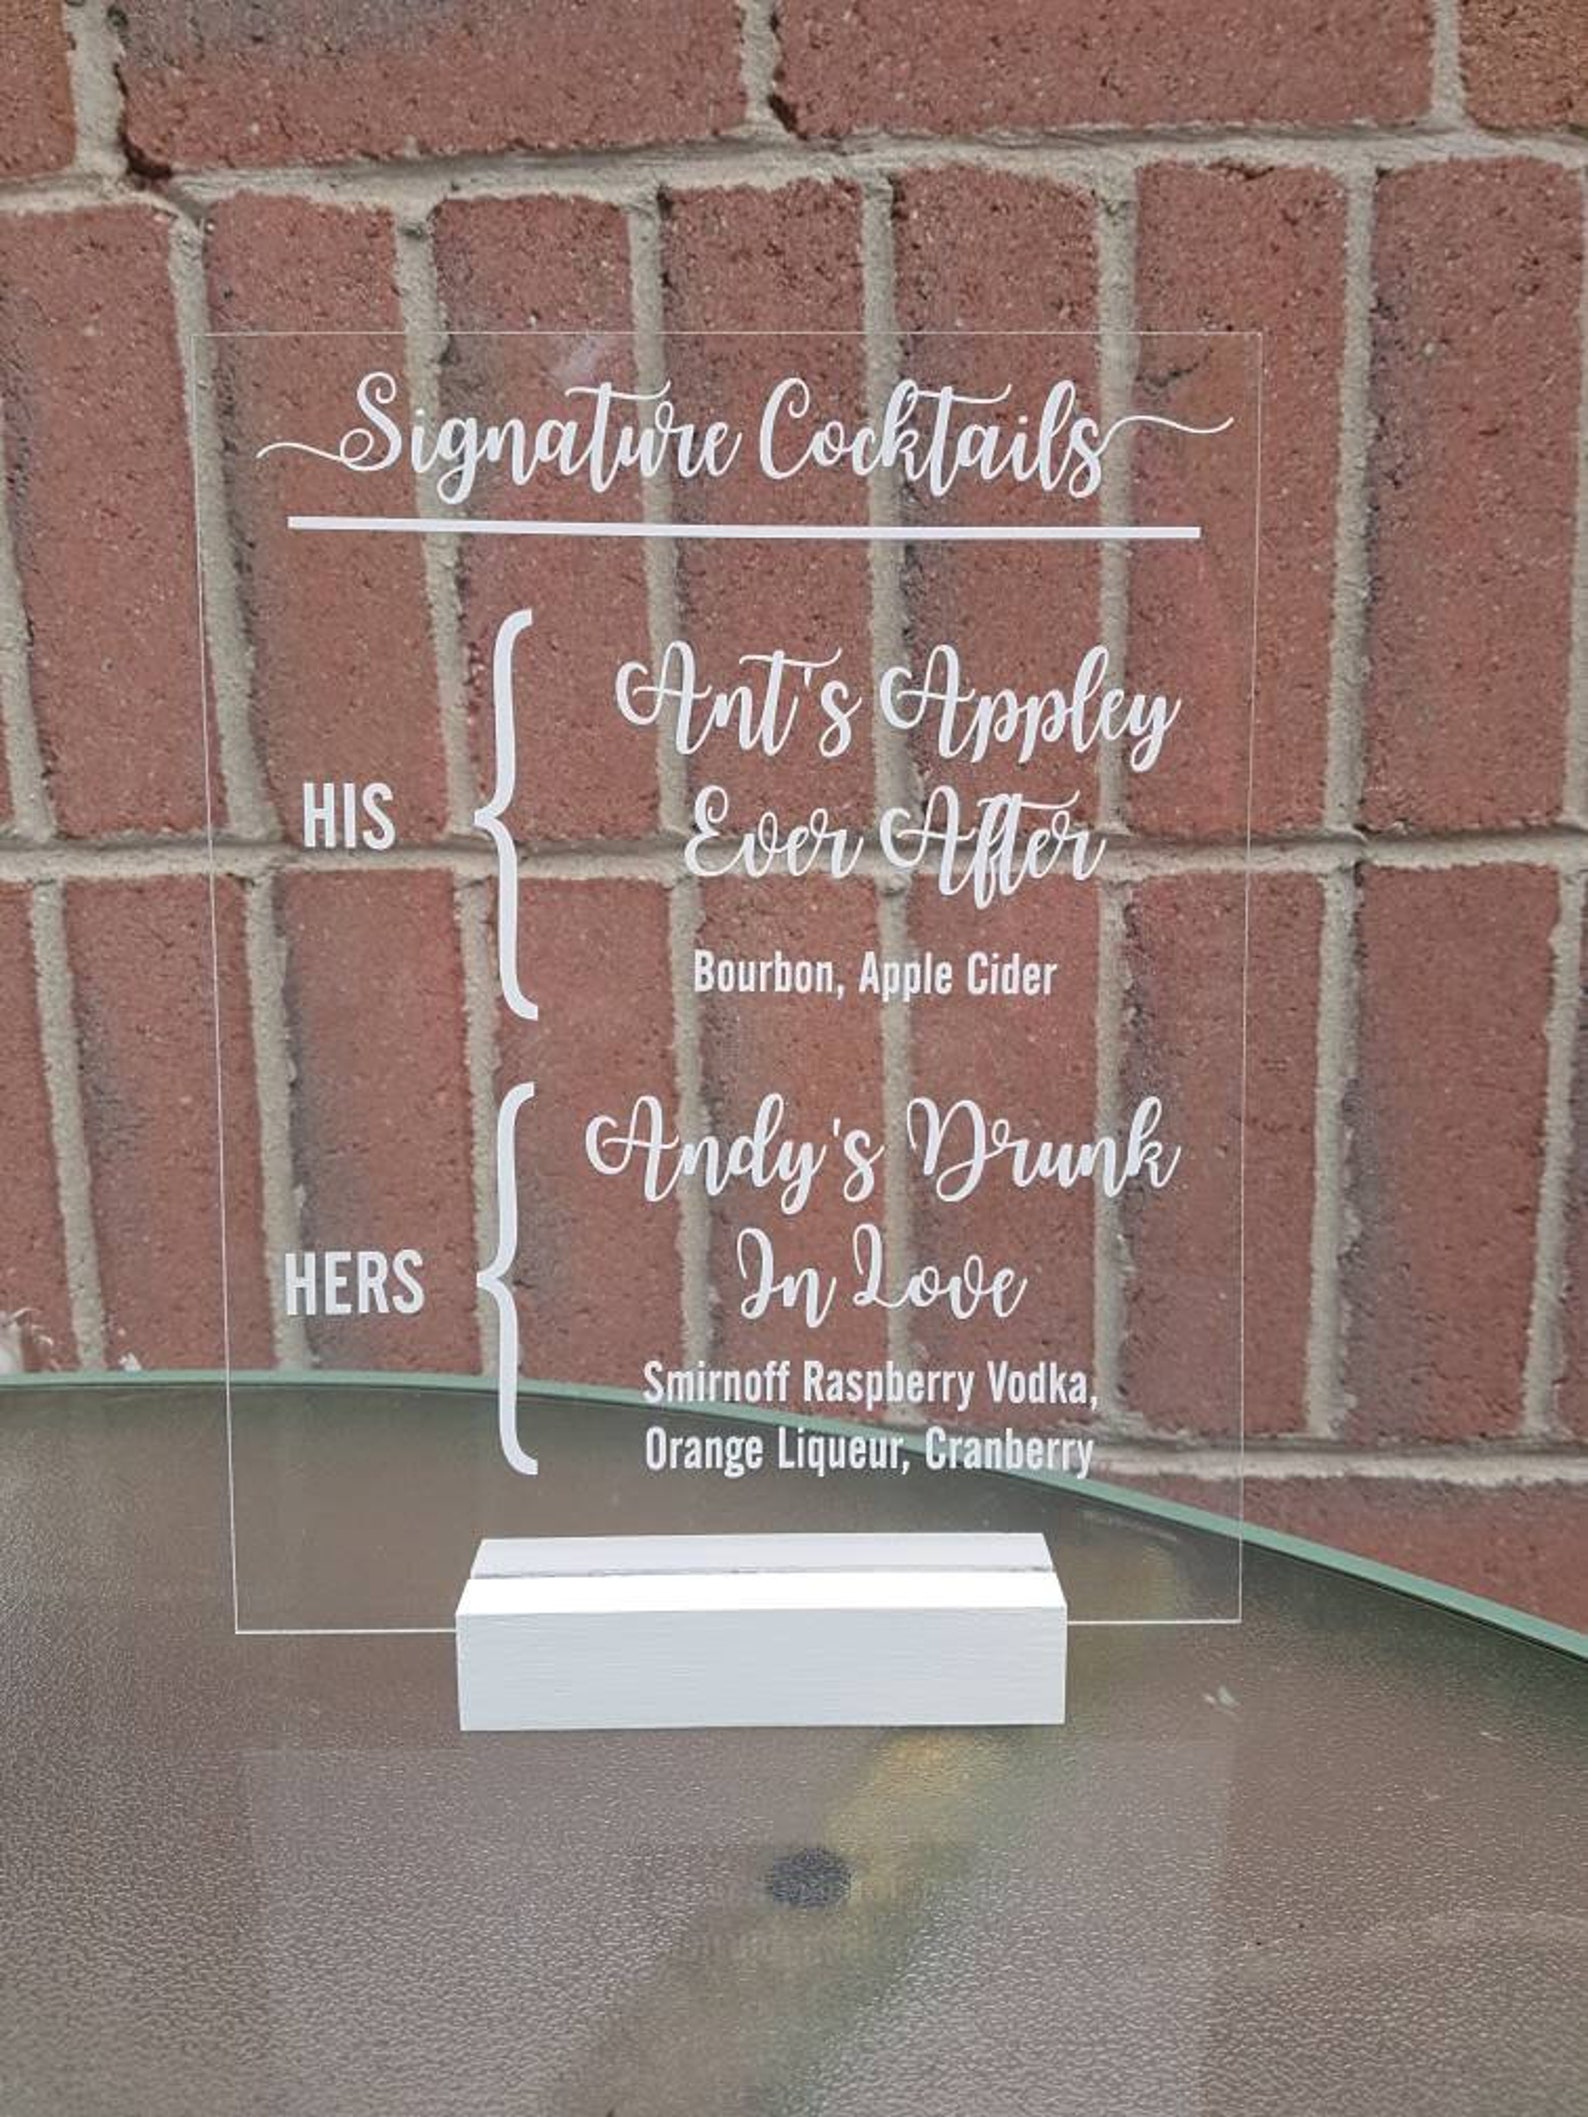 Signature Cocktails
HIS
Ant's Appley
Ever After
Bourbon, Apple Cider
HERS
Andy's Drunk
In Love
Smirnoff Raspberry Vodka,
Orange Liqueur, Cranberry